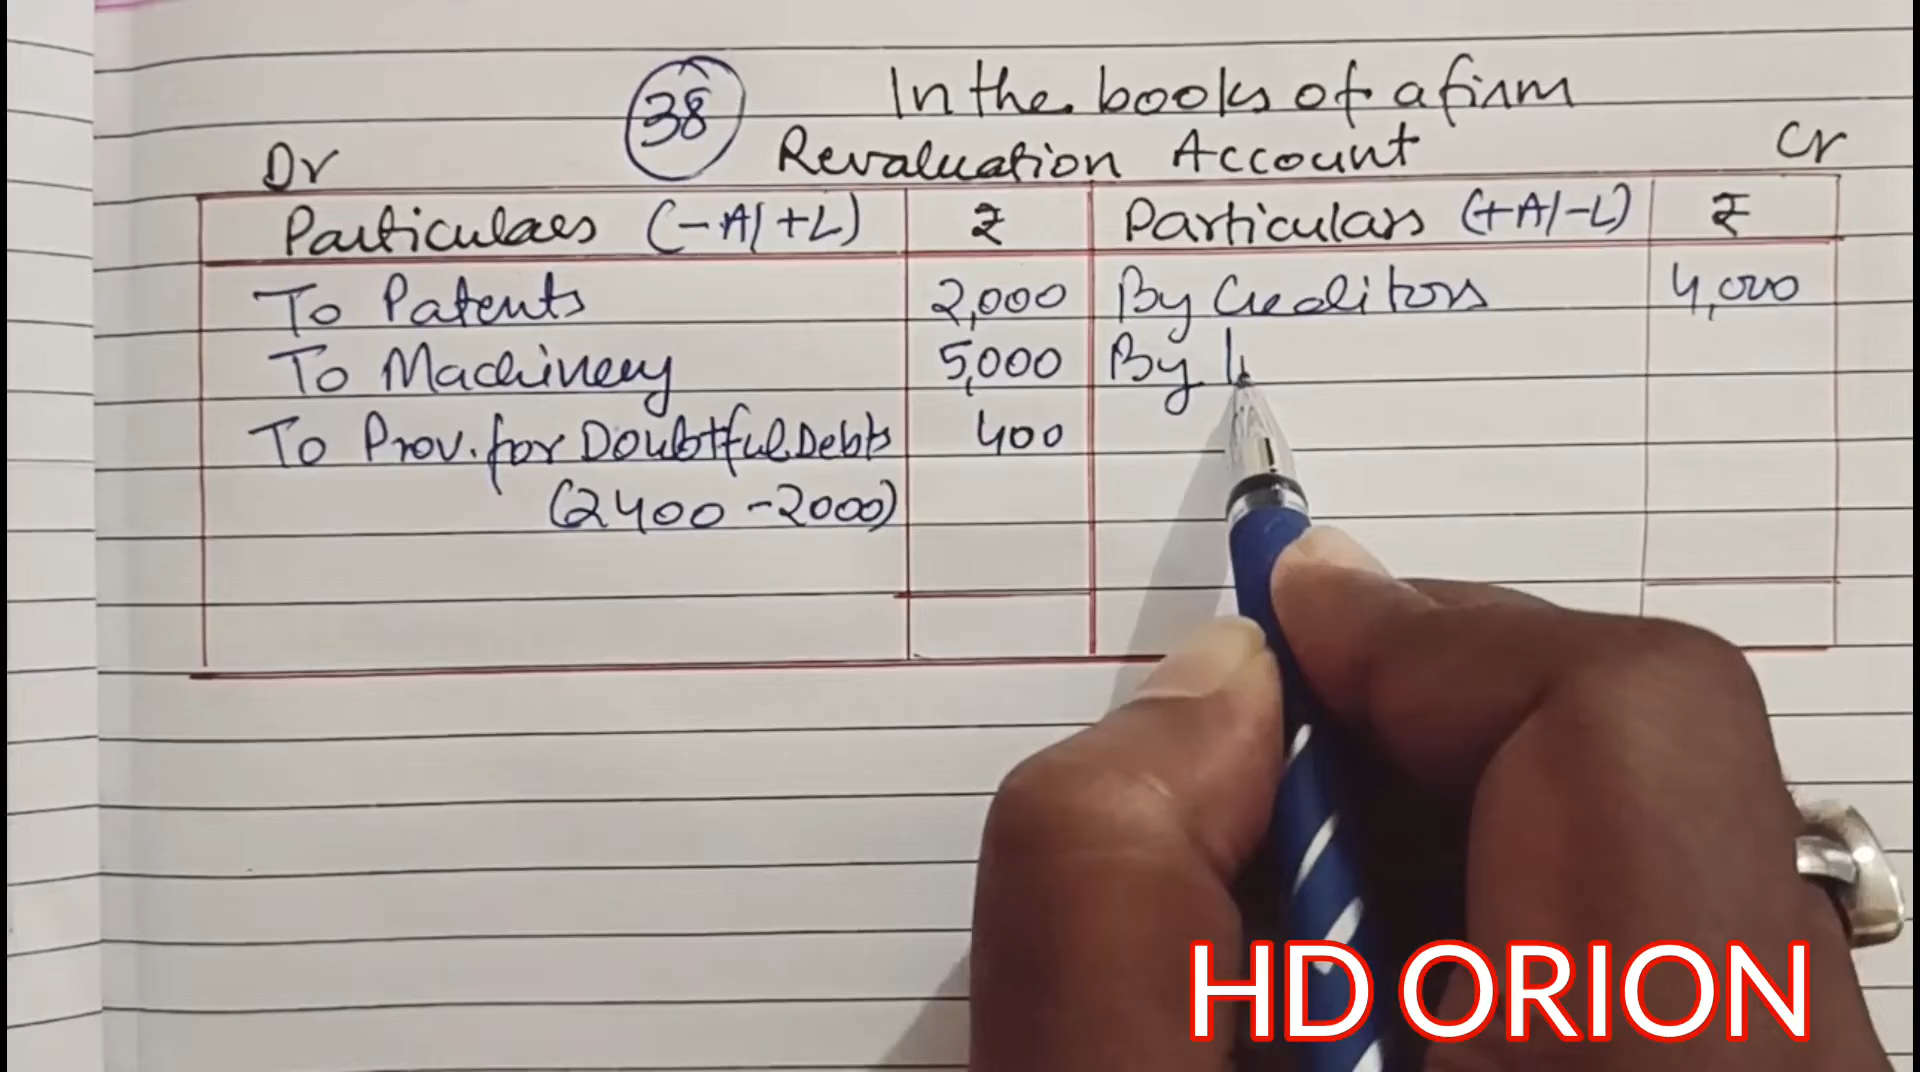 38 In the books of a firm
Dr Revaluation Account Cr
Particulars (-A/+L) ₹ Particulars (+A/-L) ₹
To Patents 2,000 By Creditors 4,000
To Machinery 5,000 By
To Prov. for Doubtful Debts 400
(2400-2000)
HD ORION